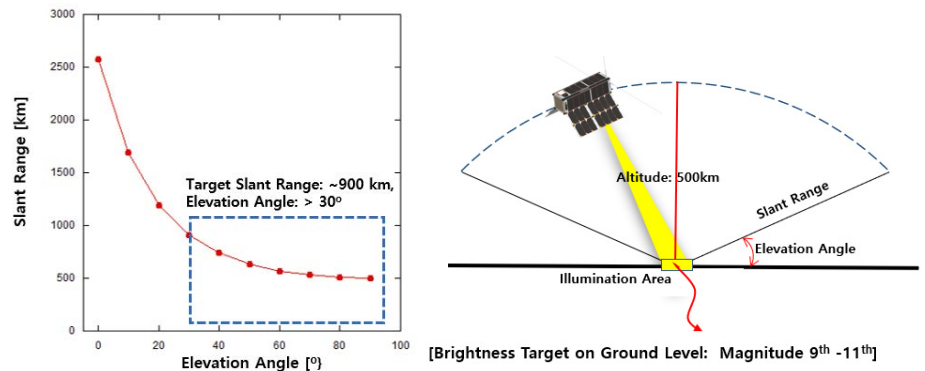 3000
2500
2000
1500
1000
500
0
Slant Range [km]
Target Slant Range: ~900 km,
Elevation Angle: > 30º
0
20
40
60
80
100
Elevation Angle [º}
Altitude: 500km
Slant Range
Elevation Angle
Illumination Area
[Brightness Target on Ground Level: Magnitude 9th -11th]